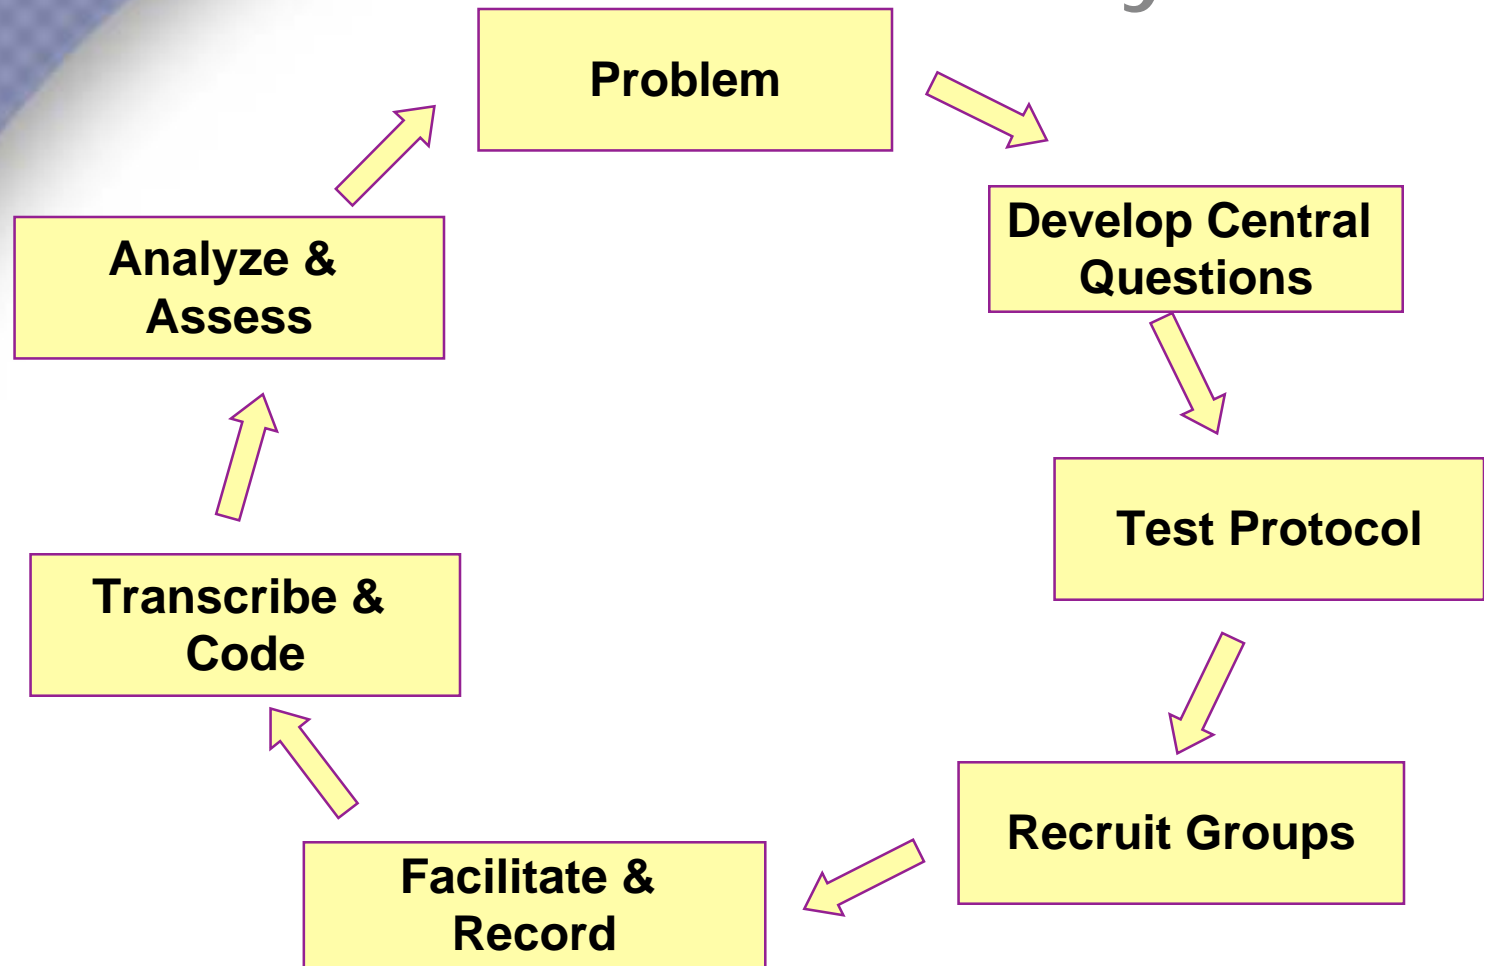 Problem
Develop Central
Questions
Test Protocol
Recruit Groups
Facilitate &
Record
Transcribe &
Code
Analyze &
Assess